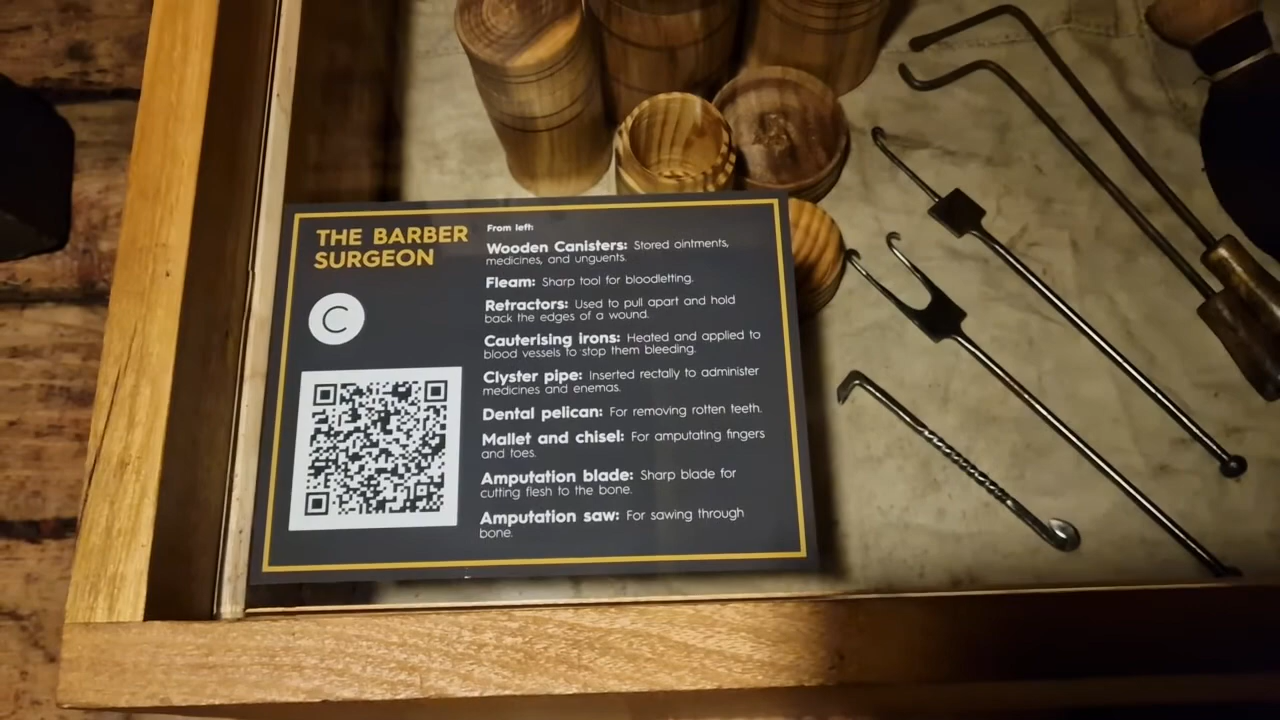 THE BARBER
SURGEON
C
From left:
Wooden Canisters: Stored ointments,
medicines, and unguents.
Fleam: Sharp tool for bloodletting.
Retractors: Used to pull apart and hold
back the edges of a wound.
Cauterising irons: Heated and applied to
blood vessels to stop them bleeding.
Clyster pipe: Inserted rectally to administer
medicines and enemas.
Dental pelican: For removing rotten teeth.
Mallet and chisel: For amputating fingers
and toes.
Amputation blade: Sharp blade for
cutting flesh to the bone.
Amputation saw: For sawing through
bone.